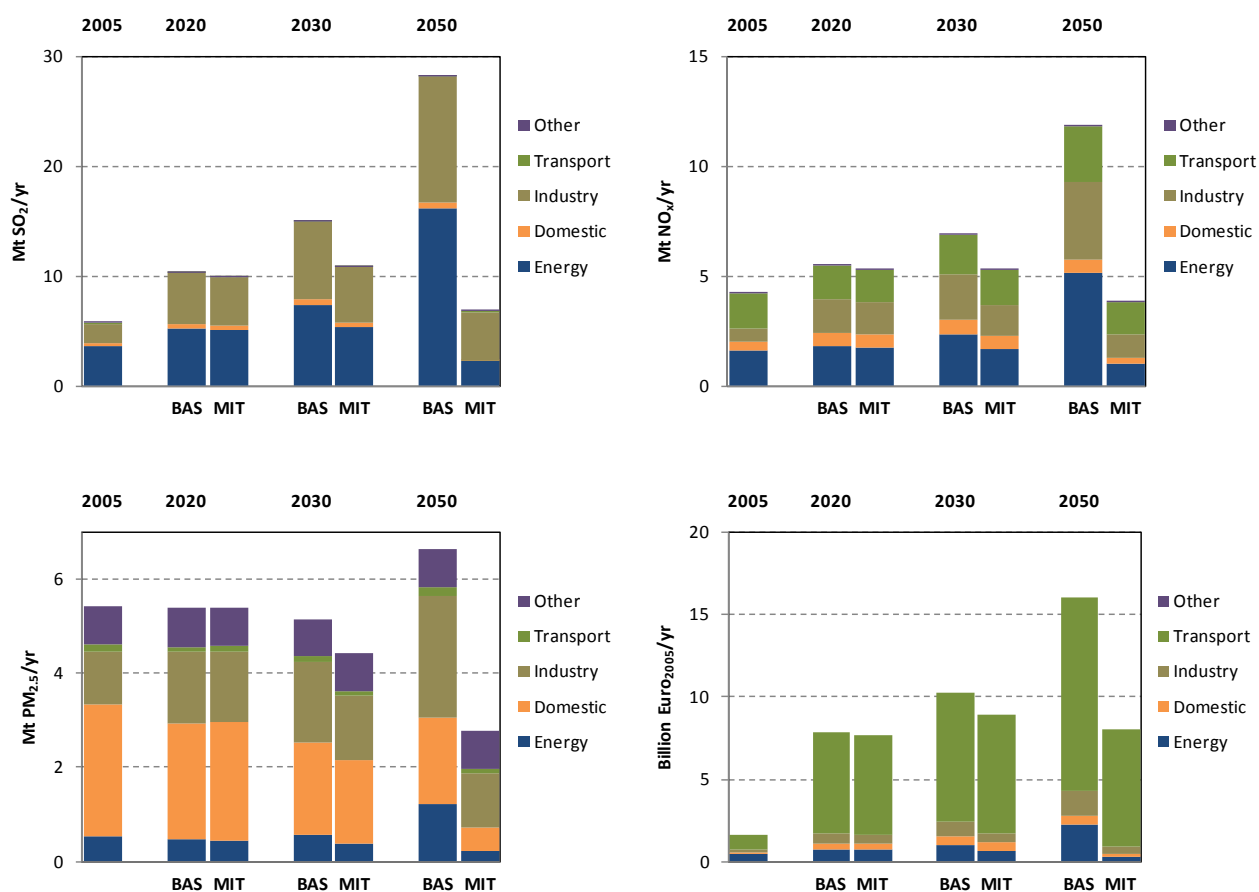 2005 2020 2030 2050
30
20
10
0
Mt SO₂/yr
Other
Transport
Industry
Domestic
Energy
BAS MIT BAS MIT BAS MIT
2005 2020 2030 2050
15
10
5
0
Mt NOₓ/yr
Other
Transport
Industry
Domestic
Energy
BAS MIT BAS MIT BAS MIT
2005 2020 2030 2050
6
4
2
0
Mt PM₂.₅/yr
Other
Transport
Industry
Domestic
Energy
BAS MIT BAS MIT BAS MIT
2005 2020 2030 2050
20
15
10
5
0
Billion Euro₂₀₀₅/yr
Other
Transport
Industry
Domestic
Energy
BAS MIT BAS MIT BAS MIT